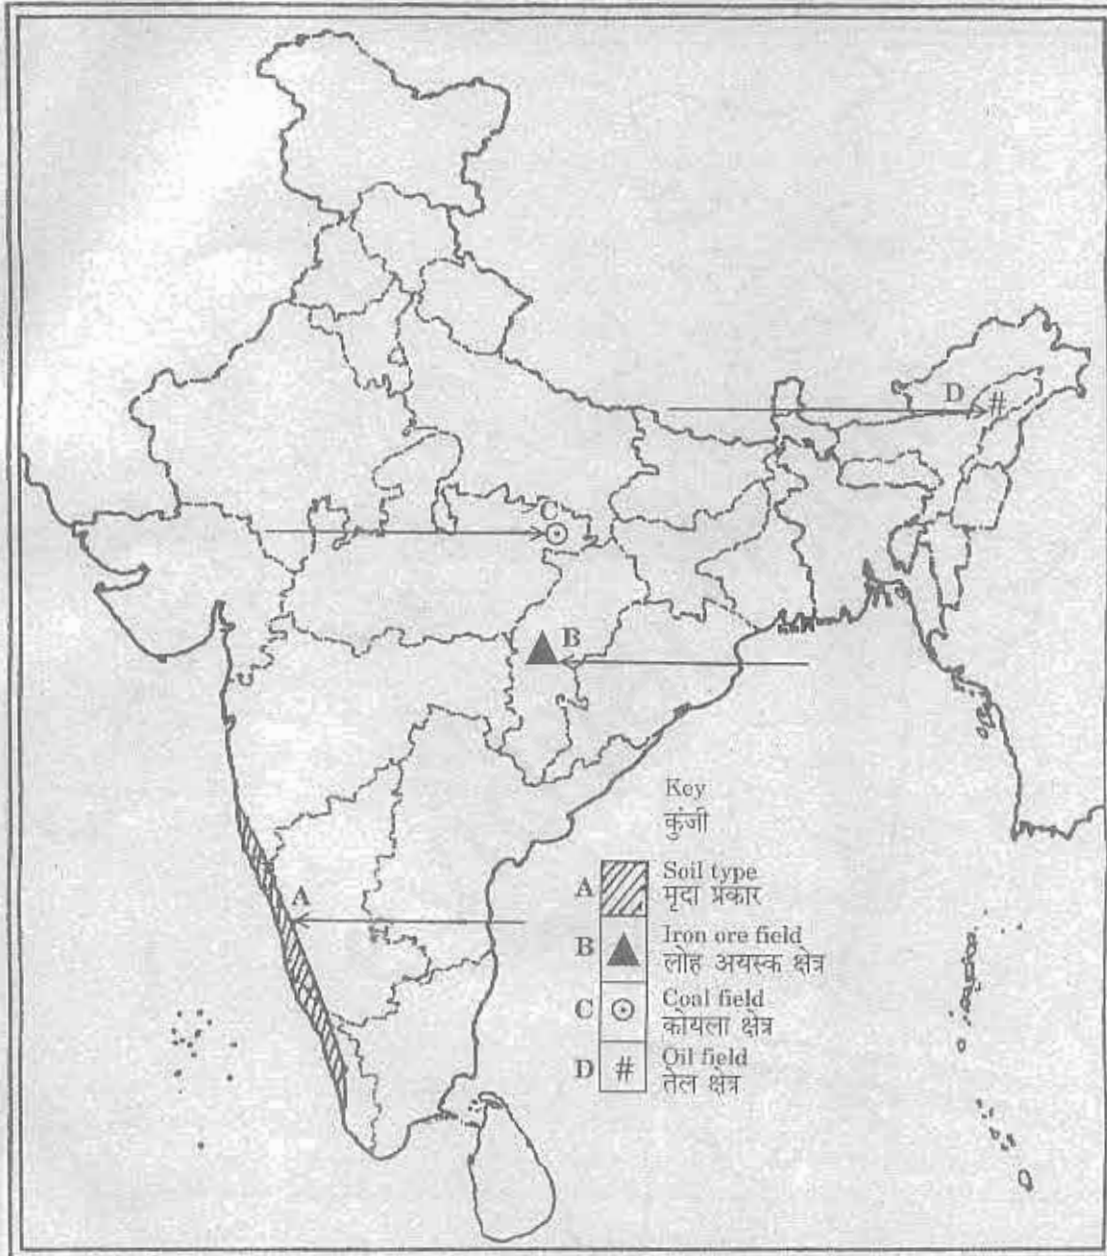 D #
C
B
A
Key
कुंजी
A Soil type
मृदा प्रकार
B Iron ore field
लोह अयस्क क्षेत्र
C Coal field
कोयला क्षेत्र
D # Oil field
तेल क्षेत्र